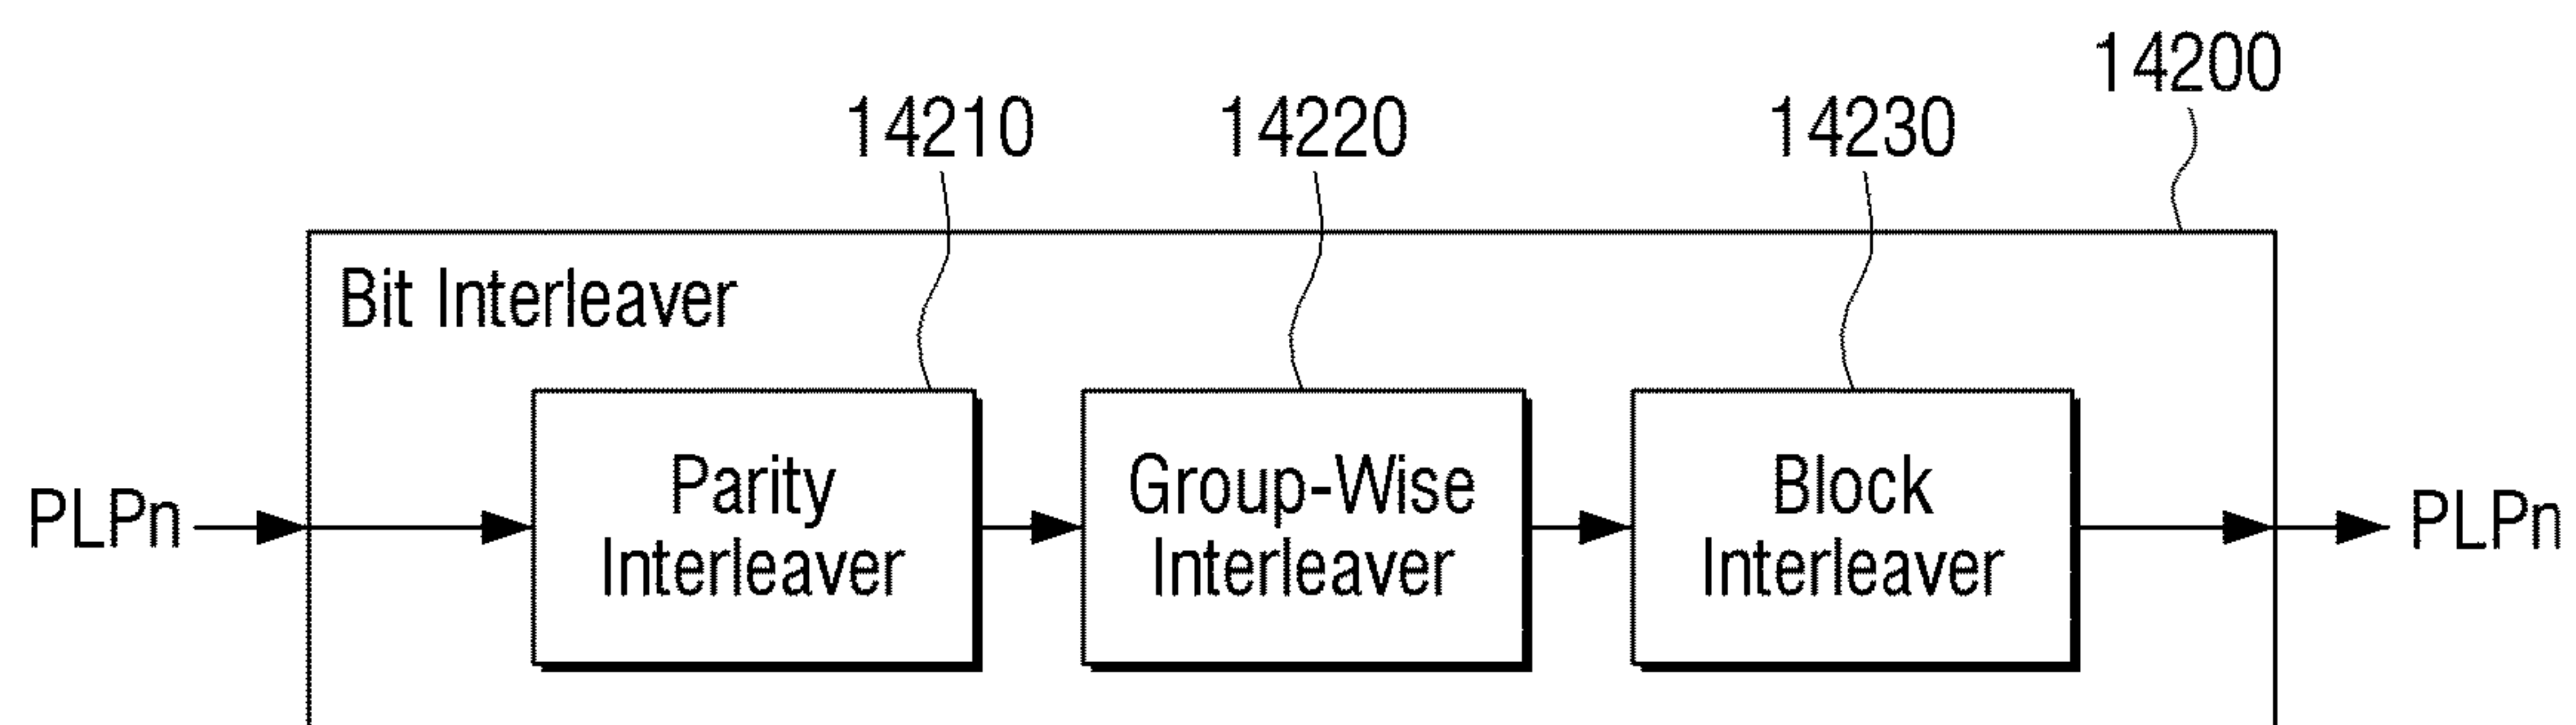 14200
14210 14220 14230
Bit Interleaver
PLPn
Parity
Interleaver
Group-Wise
Interleaver
Block
Interleaver
PLPn